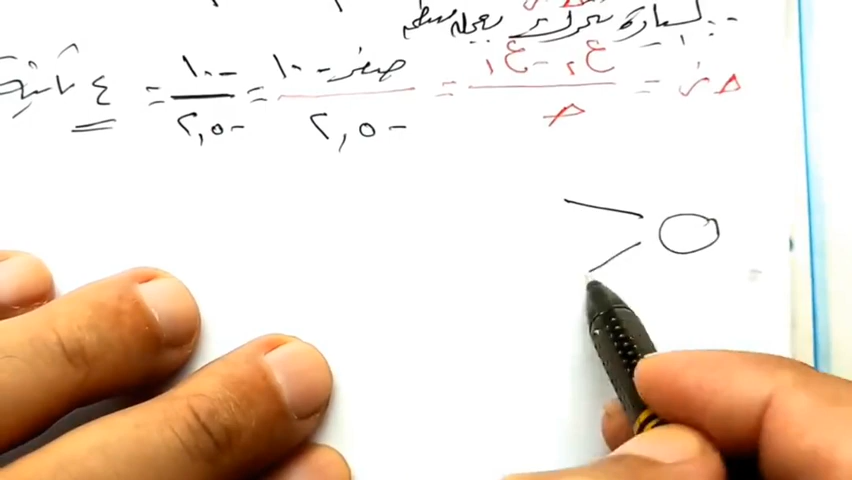 ∴ السيارة تتحرك بعجلة منتظمة
Δز = ع٢ - ع١ / ج = صفر - ١٠ / -٢,٥ = -١٠ / -٢,٥ = ٤ ثانية